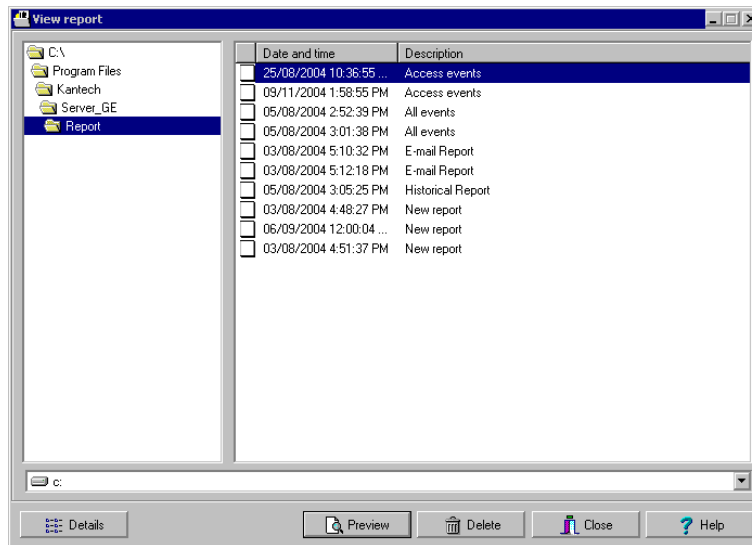 View report
C:\
Program Files
Kantech
Server_GE
Report
Date and time Description
25/08/2004 10:36:55 ... Access events
09/11/2004 1:58:55 PM Access events
05/08/2004 2:52:39 PM All events
05/08/2004 3:01:38 PM All events
03/08/2004 5:10:32 PM E-mail Report
03/08/2004 5:12:18 PM E-mail Report
05/08/2004 3:05:25 PM Historical Report
03/08/2004 4:48:27 PM New report
06/09/2004 12:00:04 ... New report
03/08/2004 4:51:37 PM New report
c:
Details Preview Delete Close Help